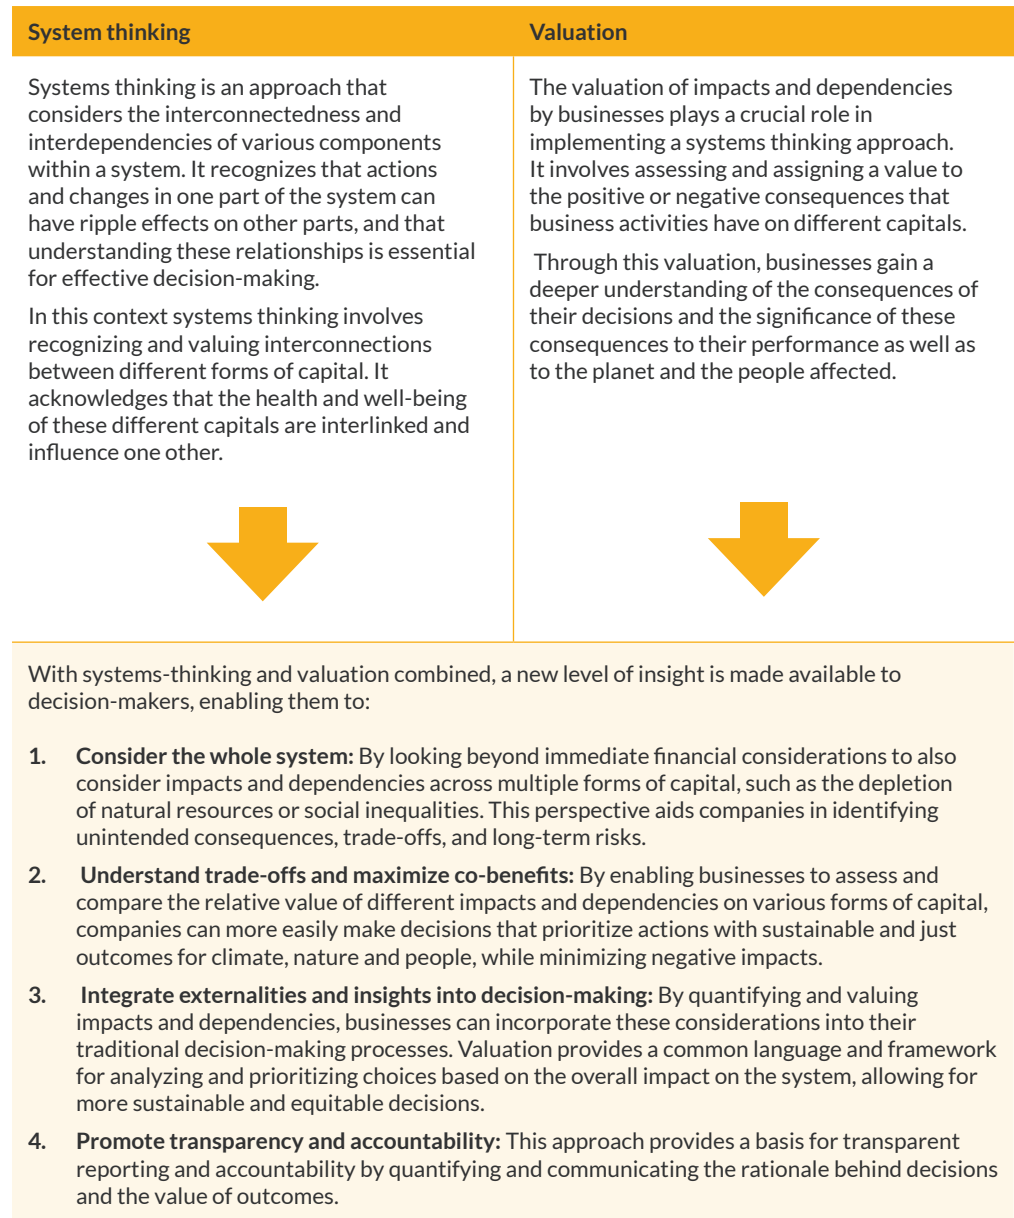 System thinking
Valuation
Systems thinking is an approach that
considers the interconnectedness and
interdependencies of various components
within a system. It recognizes that actions
and changes in one part of the system can
have ripple effects on other parts, and that
understanding these relationships is essential
for effective decision-making.
In this context systems thinking involves
recognizing and valuing interconnections
between different forms of capital. It
acknowledges that the health and well-being
of these different capitals are interlinked and
influence one other.
The valuation of impacts and dependencies
by businesses plays a crucial role in
implementing a systems thinking approach.
It involves assessing and assigning a value to
the positive or negative consequences that
business activities have on different capitals.
Through this valuation, businesses gain a
deeper understanding of the consequences of
their decisions and the significance of these
consequences to their performance as well as
to the planet and the people affected.
With systems-thinking and valuation combined, a new level of insight is made available to
decision-makers, enabling them to:
1. Consider the whole system: By looking beyond immediate financial considerations to also
consider impacts and dependencies across multiple forms of capital, such as the depletion
of natural resources or social inequalities. This perspective aids companies in identifying
unintended consequences, trade-offs, and long-term risks.
2. Understand trade-offs and maximize co-benefits: By enabling businesses to assess and
compare the relative value of different impacts and dependencies on various forms of capital,
companies can more easily make decisions that prioritize actions with sustainable and just
outcomes for climate, nature and people, while minimizing negative impacts.
3. Integrate externalities and insights into decision-making: By quantifying and valuing
impacts and dependencies, businesses can incorporate these considerations into their
traditional decision-making processes. Valuation provides a common language and framework
for analyzing and prioritizing choices based on the overall impact on the system, allowing for
more sustainable and equitable decisions.
4. Promote transparency and accountability: This approach provides a basis for transparent
reporting and accountability by quantifying and communicating the rationale behind decisions
and the value of outcomes.